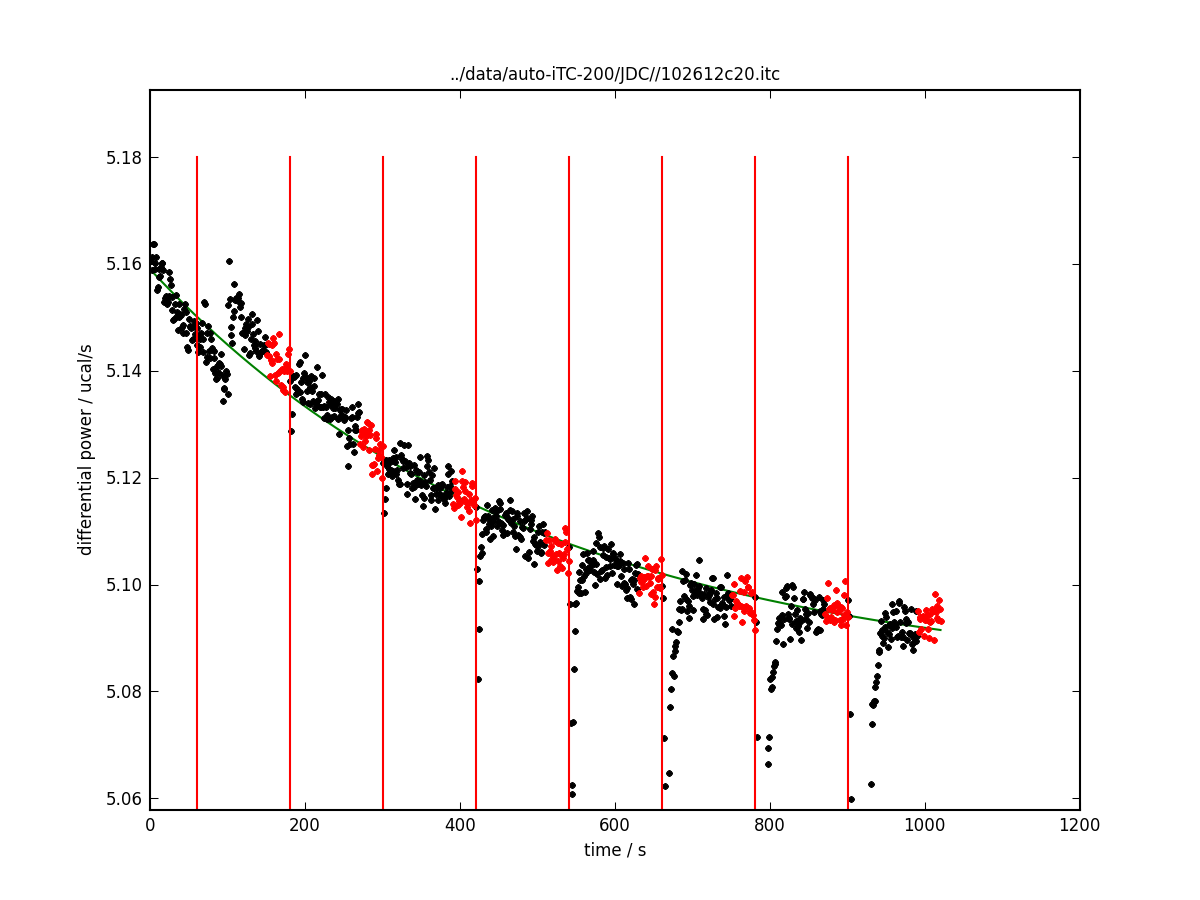 ../data/auto-iTC-200/JDC//102612c20.itc
differential power / ucal/s
5.18
5.16
5.14
5.12
5.10
5.08
5.06
0 200 400 600 800 1000 1200
time / s